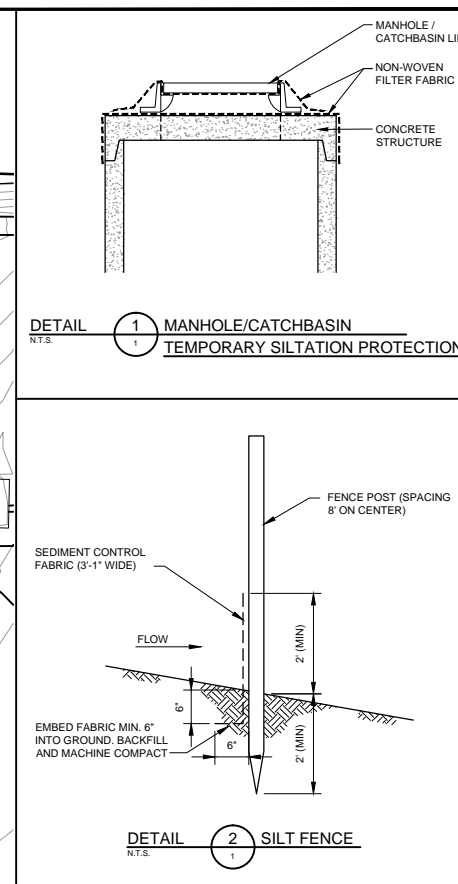 MANHOLE /
CATCHBASIN
NON-WOVEN
FILTER FABRIC
CONCRETE
STRUCTURE
DETAIL
N.T.S.
1
1
MANHOLE/CATCHBASIN
TEMPORARY SILTATION PROTECTION
FENCE POST (SPACING
8' ON CENTER)
SEDIMENT CONTROL
FABRIC (3'-1" WIDE)
FLOW
2' (MIN)
6"
EMBED FABRIC MIN. 6"
INTO GROUND. BACKFILL
AND MACHINE COMPACT
6"
2' (MIN)
DETAIL
N.T.S.
2
1
SILT FENCE